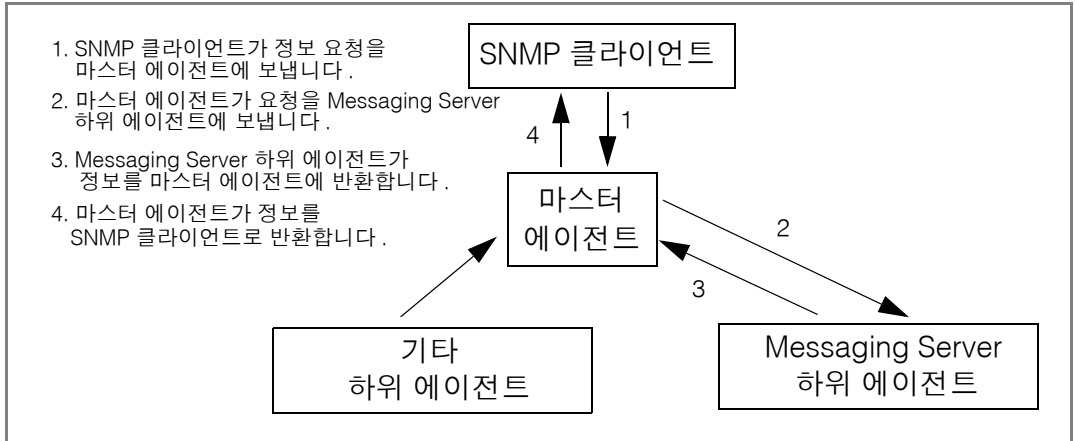 1. SNMP 클라이언트가 정보 요청을
마스터 에이전트에 보냅니다 .
2. 마스터 에이전트가 요청을 Messaging Server
하위 에이전트에 보냅니다 .
3. Messaging Server 하위 에이전트가
정보를 마스터 에이전트에 반환합니다 .
4. 마스터 에이전트가 정보를
SNMP 클라이언트로 반환합니다 .
SNMP 클라이언트
4
1
마스터
에이전트
2
3
기타
하위 에이전트
Messaging Server
하위 에이전트